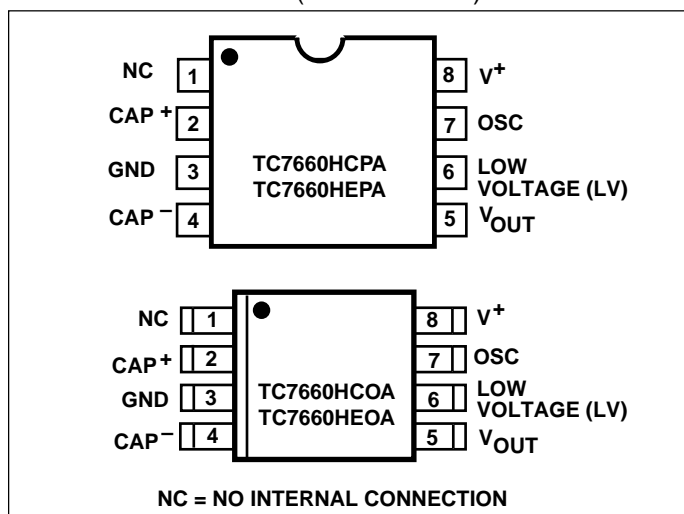 NC 1 8 V+
CAP + 2 7 OSC
GND 3 6 LOW
VOLTAGE (LV)
CAP – 4 5 VOUT
TC7660HCPA
TC7660HEPA
NC 1 8 V+
CAP+ 2 7 OSC
GND 3 6 LOW
VOLTAGE (LV)
CAP– 4 5 VOUT
TC7660HCOA
TC7660HEOA
NC = NO INTERNAL CONNECTION